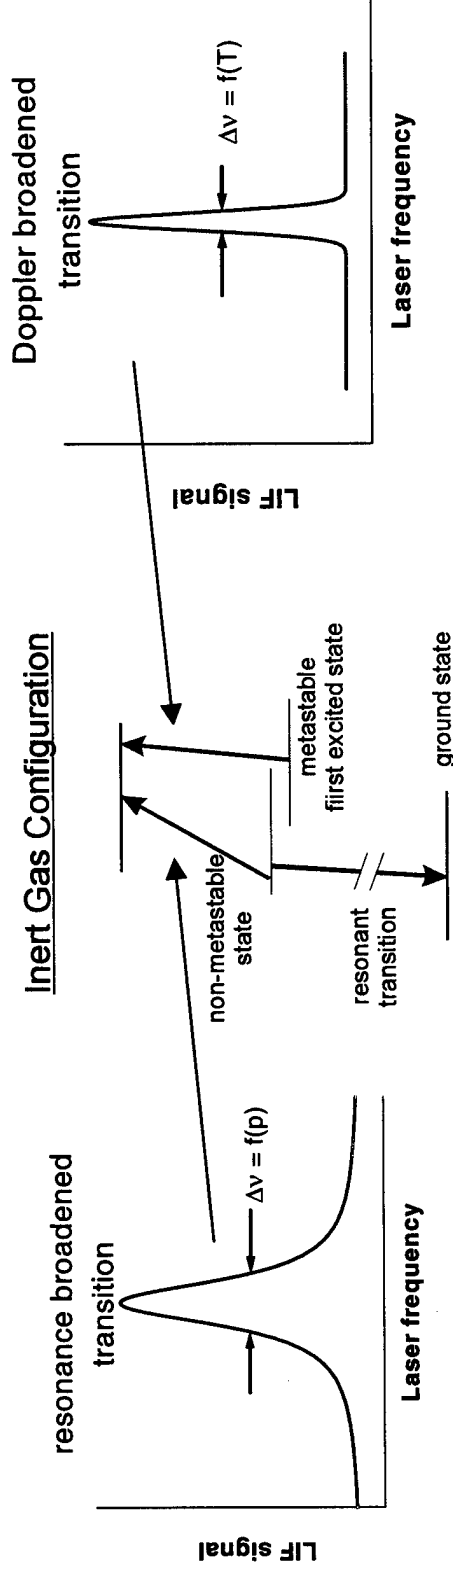 Inert Gas Configuration
resonance broadened
transition
Δν = f(p)
LIF signal
Laser frequency
non-metastable
state
resonant
transition
metastable
fiirst excited state
ground state
Doppler broadened
transition
Δν = f(T)
LIF signal
Laser frequency